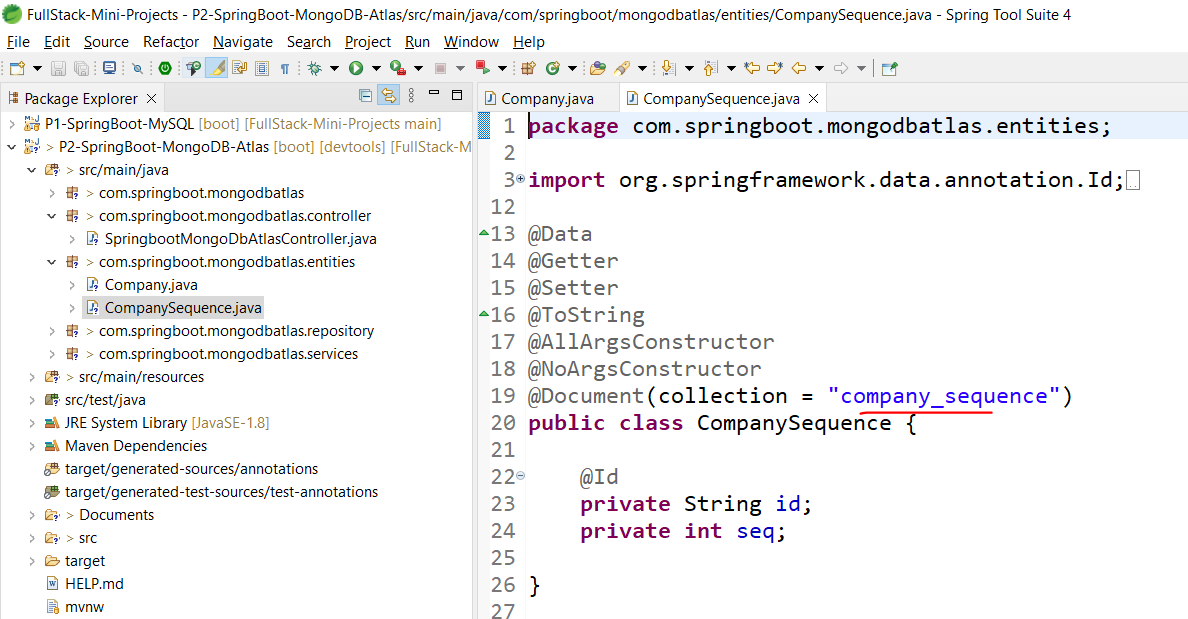 FullStack-Mini-Projects - P2-SpringBoot-MongoDB-Atlas/src/main/java/com/springboot/mongodbatlas/entities/CompanySequence.java - Spring Tool Suite 4
File Edit Source Refactor Navigate Search Project Run Window Help
Package Explorer
> P1-SpringBoot-MySQL [boot] [FullStack-Mini-Projects main]
> P2-SpringBoot-MongoDB-Atlas [boot] [devtools] [FullStack-M
> src/main/java
> com.springboot.mongodbatlas
> com.springboot.mongodbatlas.controller
SpringbootMongoDbAtlasController.java
> com.springboot.mongodbatlas.entities
Company.java
CompanySequence.java
> com.springboot.mongodbatlas.repository
> com.springboot.mongodbatlas.services
> src/main/resources
src/test/java
JRE System Library [JavaSE-1.8]
Maven Dependencies
target/generated-sources/annotations
target/generated-test-sources/test-annotations
> Documents
> src
target
HELP.md
mvnw
Company.java CompanySequence.java
1 package com.springboot.mongodbatlas.entities;
2
3 import org.springframework.data.annotation.Id;
12
13 @Data
14 @Getter
15 @Setter
16 @ToString
17 @AllArgsConstructor
18 @NoArgsConstructor
19 @Document(collection = "company_sequence")
20 public class CompanySequence {
21
22 @Id
23 private String id;
24 private int seq;
25
26 }
27